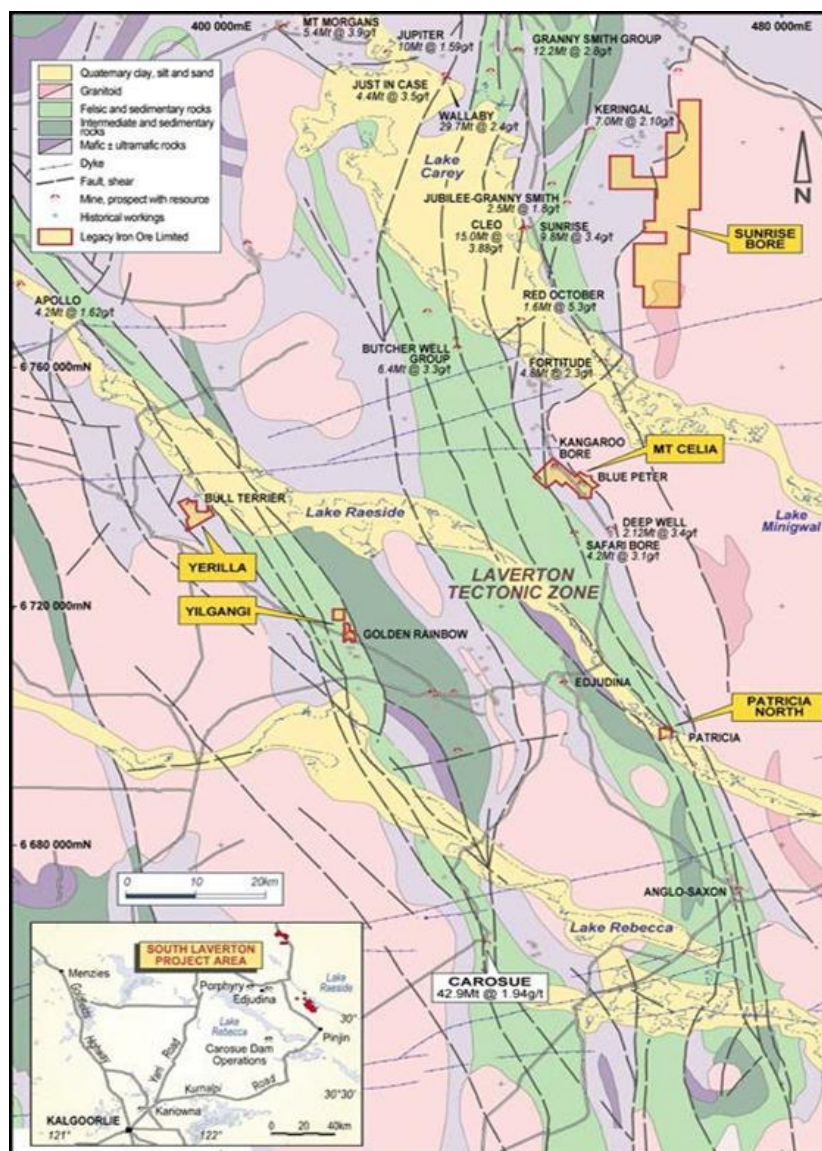 400 000mE
480 000mE
MT MORGANS
5.4Mt @ 3.9g/t
JUPITER
10Mt @ 1.59g/t
GRANNY SMITH GROUP
12.2Mt @ 2.8g/t
Quaternary clay, silt and sand
Granitoid
Felsic and sedimentary rocks
Intermediate and sedimentary
rocks
Mafic ± ultramafic rocks
Dyke
Fault, shear
Mine, prospect with resource
Historical workings
Legacy Iron Ore Limited
JUST IN CASE
4.4Mt @ 3.5g/t
WALLABY
29.7Mt @ 2.4g/t
KERINGAL
7.0Mt @ 2.10g/t
Lake
Carey
N
JUBILEE-GRANNY SMITH
2.5Mt @ 1.8g/t
CLEO
15.0Mt @
3.88g/t
SUNRISE
9.8Mt @ 3.4g/t
SUNRISE
BORE
APOLLO
4.2Mt @ 1.62g/t
RED OCTOBER
1.6Mt @ 5.3g/t
BUTCHER WELL
GROUP
6.4Mt @ 3.3g/t
FORTITUDE
4.8Mt @ 2.3g/t
6 760 000mN
KANGAROO
BORE
MT CELIA
BLUE PETER
BULL TERRIER
Lake Raeside
Lake
Minigwal
DEEP WELL
2.12Mt @ 3.4g/t
SAFARI BORE
4.2Mt @ 3.1g/t
YERILLA
LAVERTON
TECTONIC ZONE
6 720 000mN
YILGANGI
GOLDEN RAINBOW
EDJUDINA
PATRICIA
NORTH
PATRICIA
6 680 000mN
0 10 20km
ANGLO-SAXON
Lake Rebecca
CAROSUE
42.9Mt @ 1.94g/t
SOUTH LAVERTON
PROJECT AREA
Menzies
Goldfields
Highway
Porphyry
Edjudina
Lake
Raeside
Lake
Rebecca
30°
Yarri Road
Pinjin
Carosue Dam
Operations
Kurnalpi Road
30°30'
Kanowna
KALGOORLIE
121°
122°
0 20 40km